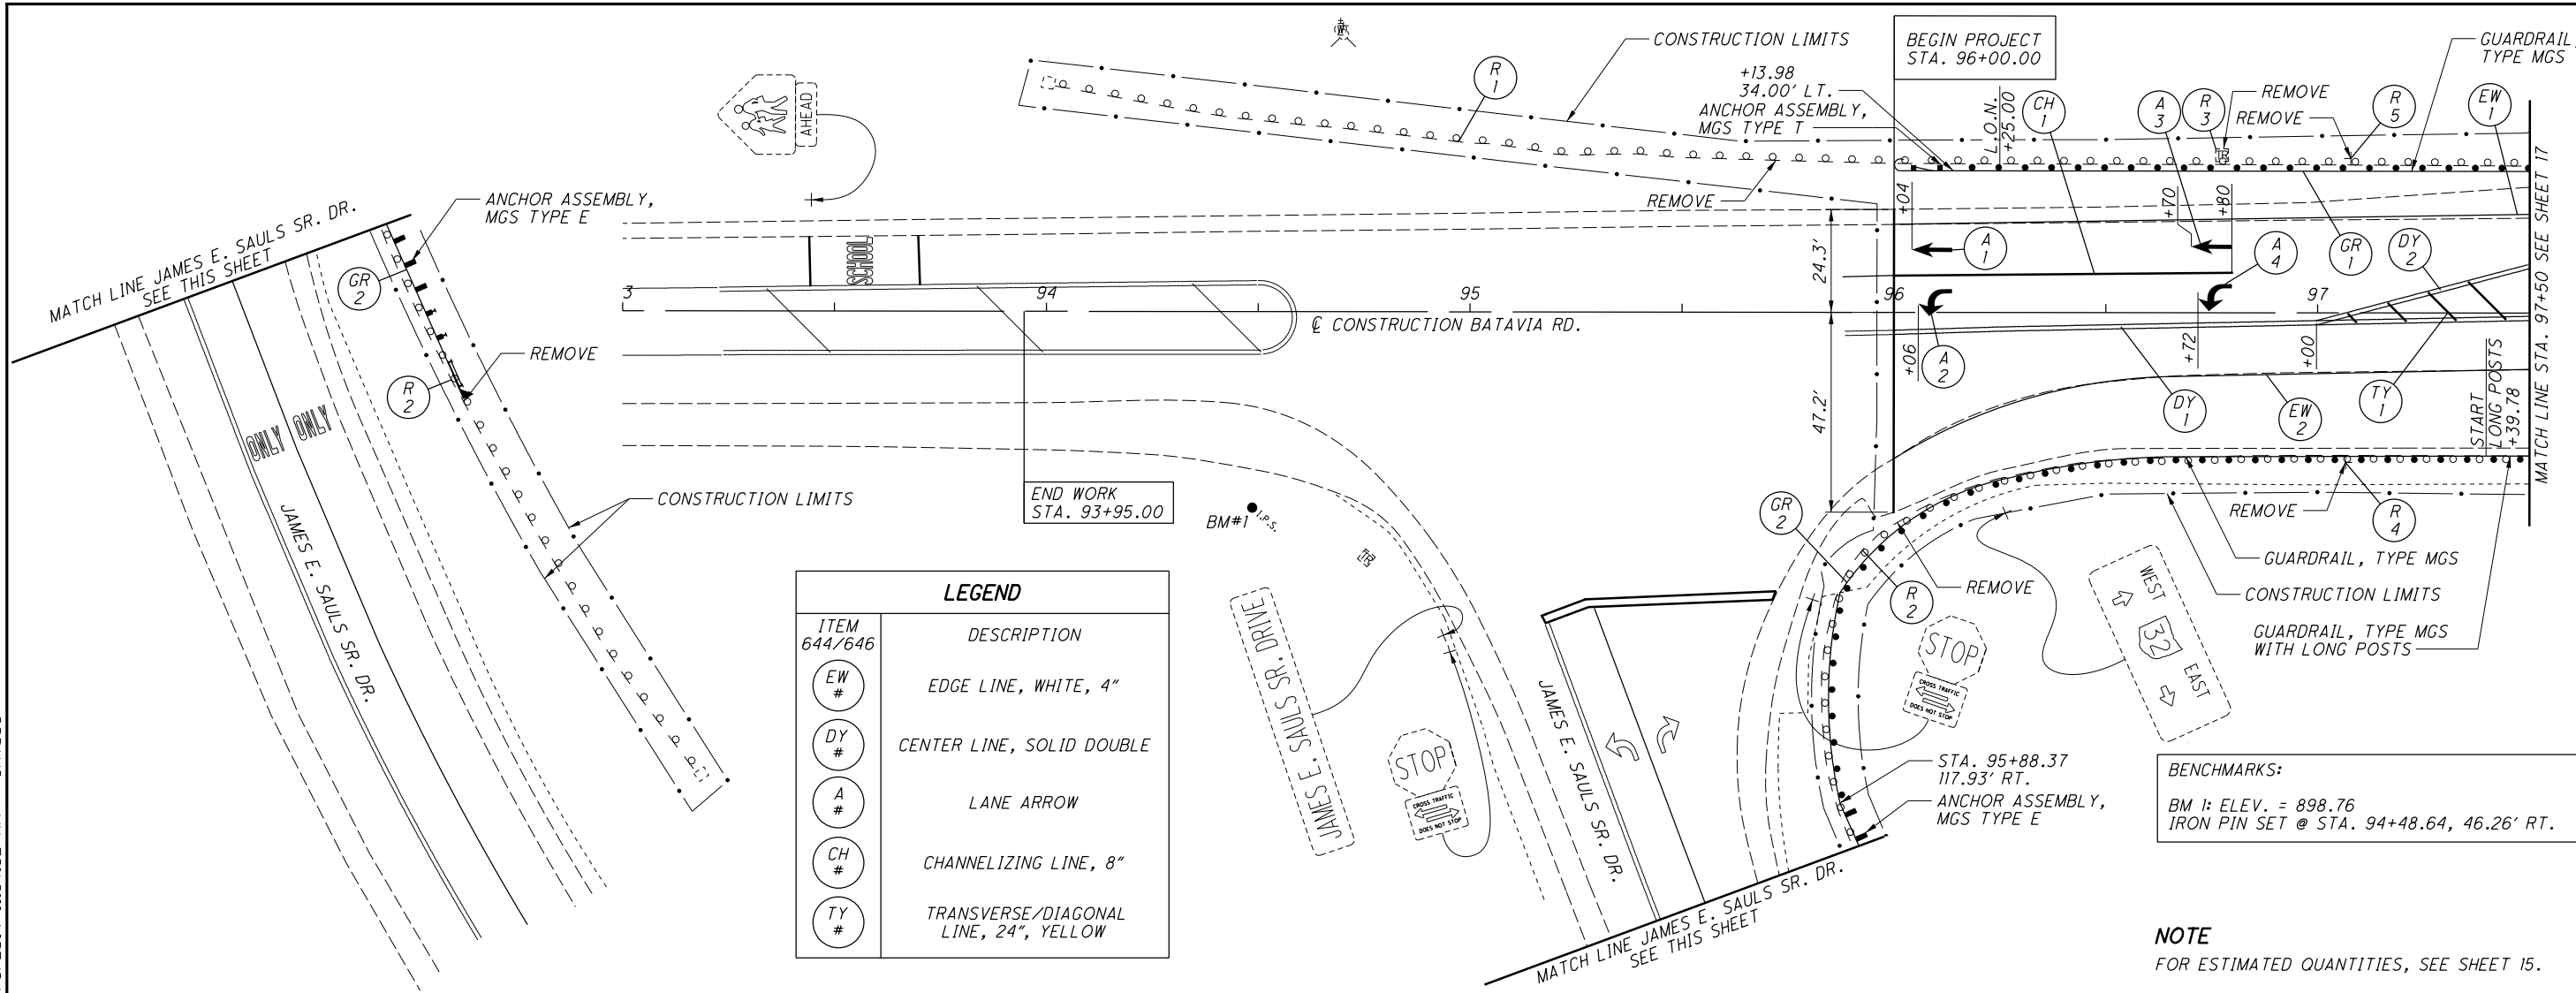 MATCH LINE JAMES E. SAULS SR. DR.
SEE THIS SHEET
GR
2
ANCHOR ASSEMBLY,
MGS TYPE E
REMOVE
R
2
ONLY
ONLY
JAMES E. SAULS SR. DR.
CONSTRUCTION LIMITS
AHEAD
SCHOOL
3
94
95
96
97
℄ CONSTRUCTION BATAVIA RD.
END WORK
STA. 93+95.00
BM#1
I.P.S.
R
1
CONSTRUCTION LIMITS
+13.98
34.00' LT.
ANCHOR ASSEMBLY,
MGS TYPE T
REMOVE
BEGIN PROJECT
STA. 96+00.00
L.O.N.
+25.00
CH
1
A
3
R
3
REMOVE
REMOVE
R
5
EW
1
GUARDRAIL,
TYPE MGS
+04
+70
+80
A
1
A
4
GR
1
DY
2
24.3'
47.2'
+06
A
2
+72
+00
DY
1
EW
2
TY
1
START
LONG POSTS
+39.78
MATCH LINE STA. 97+50 SEE SHEET 17
REMOVE
R
4
GUARDRAIL, TYPE MGS
CONSTRUCTION LIMITS
GUARDRAIL, TYPE MGS
WITH LONG POSTS
GR
2
R
2
REMOVE
WEST
32
EAST
STOP
CROSS TRAFFIC
DOES NOT STOP
STA. 95+88.37
117.93' RT.
ANCHOR ASSEMBLY,
MGS TYPE E
JAMES E. SAULS SR. DRIVE
STOP
CROSS TRAFFIC
DOES NOT STOP
JAMES E. SAULS SR. DR.
MATCH LINE JAMES E. SAULS SR. DR.
SEE THIS SHEET
LEGEND
ITEM
644/646
DESCRIPTION
EW
#
EDGE LINE, WHITE, 4"
DY
#
CENTER LINE, SOLID DOUBLE
A
#
LANE ARROW
CH
#
CHANNELIZING LINE, 8"
TY
#
TRANSVERSE/DIAGONAL
LINE, 24", YELLOW
BENCHMARKS:
BM 1: ELEV. = 898.76
IRON PIN SET @ STA. 94+48.64, 46.26' RT.
NOTE
FOR ESTIMATED QUANTITIES, SEE SHEET 15.